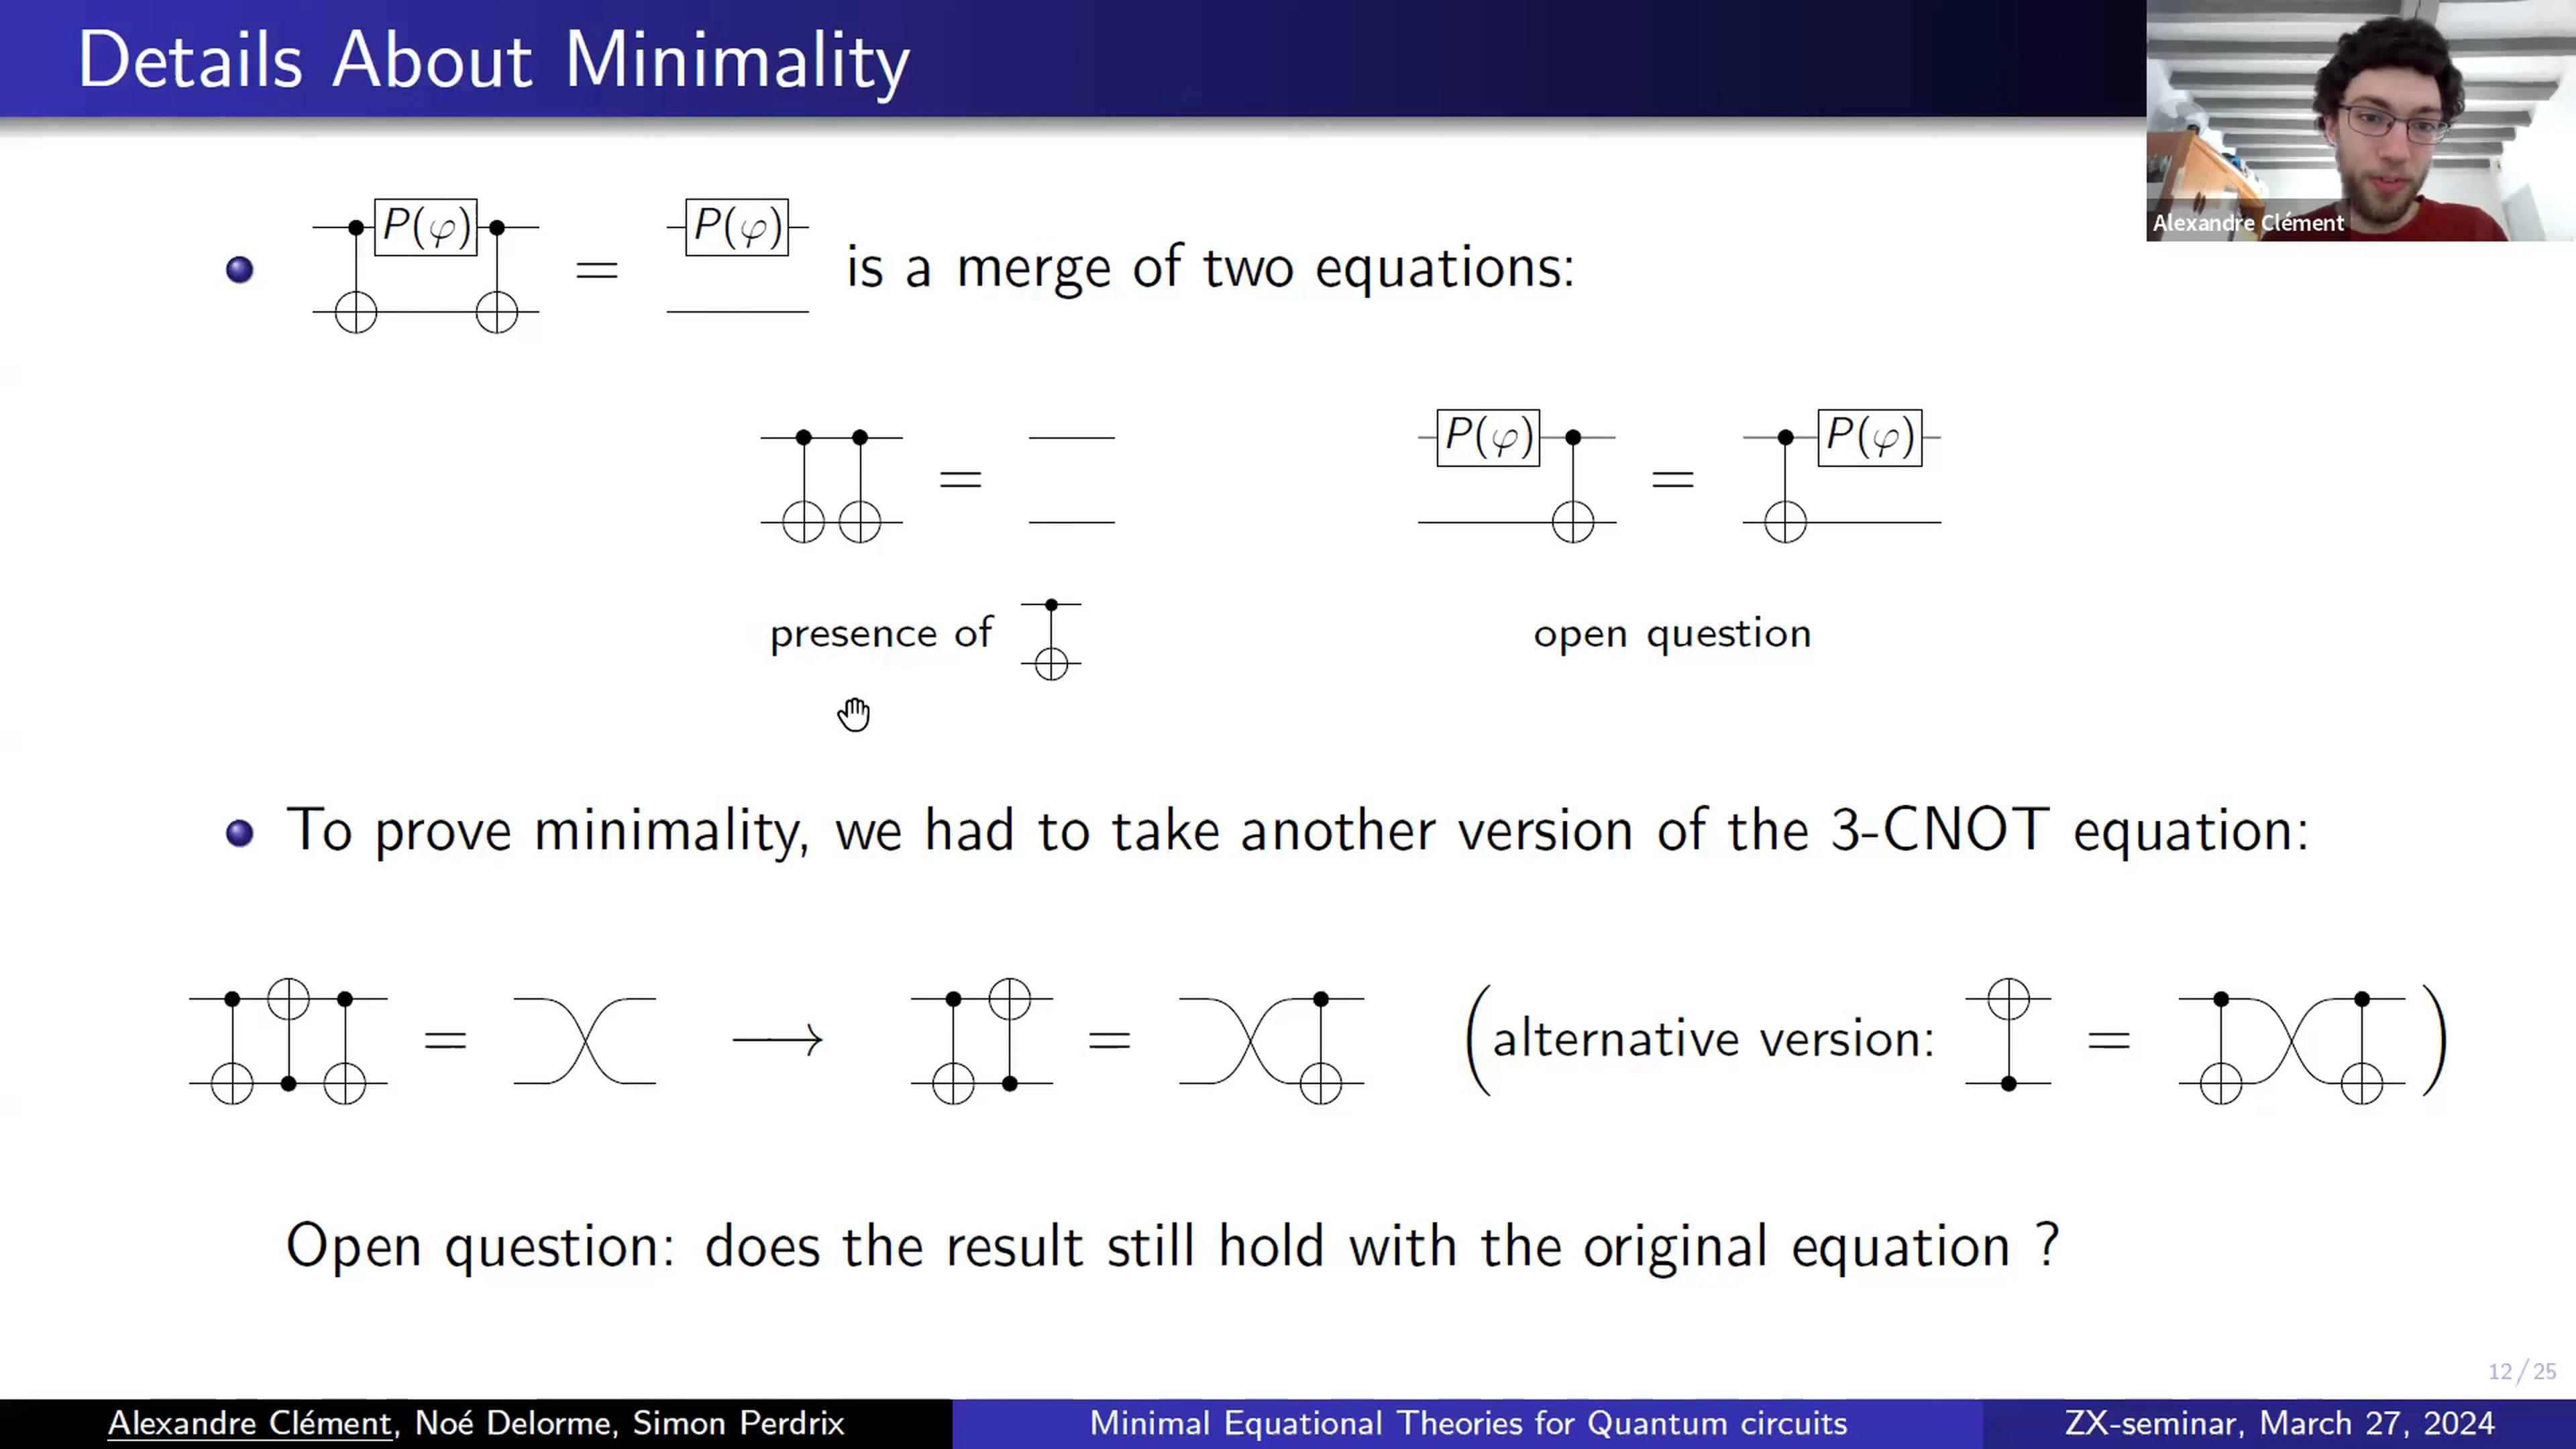 Details About Minimality
Alexandre Clément
P(φ) = P(φ) is a merge of two equations:
= P(φ) = P(φ)
presence of open question
To prove minimality, we had to take another version of the 3-CNOT equation:
= → = (alternative version: = )
Open question: does the result still hold with the original equation ?
12/25
Alexandre Clément, Noé Delorme, Simon Perdrix Minimal Equational Theories for Quantum circuits ZX-seminar, March 27, 2024